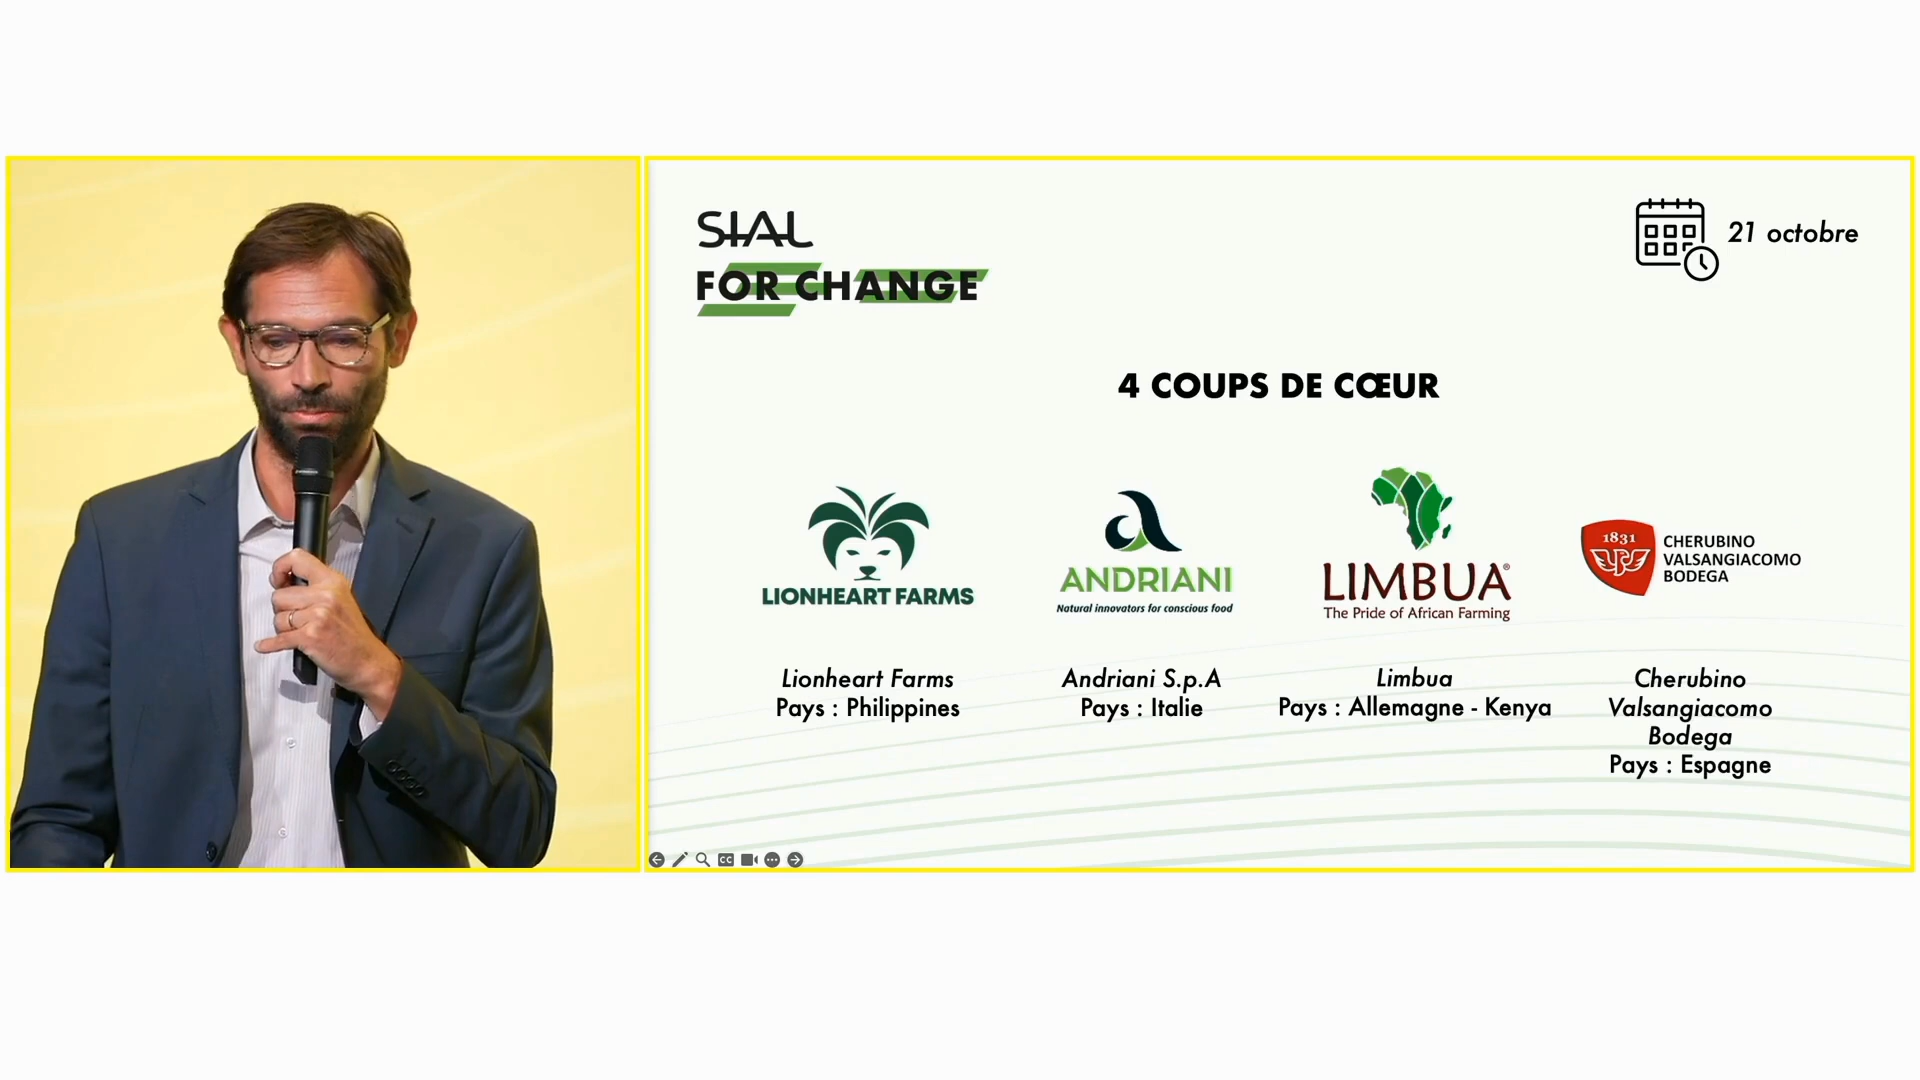 SIAL
FOR CHANGE
21 octobre
4 COUPS DE CŒUR
LIONHEART FARMS
ANDRIANI
Natural innovators for conscious food
LIMBUA®
The Pride of African Farming
1831
CHERUBINO
VALSANGIACOMO
BODEGA
Lionheart Farms
Pays : Philippines
Andriani S.p.A
Pays : Italie
Limbua
Pays : Allemagne - Kenya
Cherubino
Valsangiacomo
Bodega
Pays : Espagne
CC